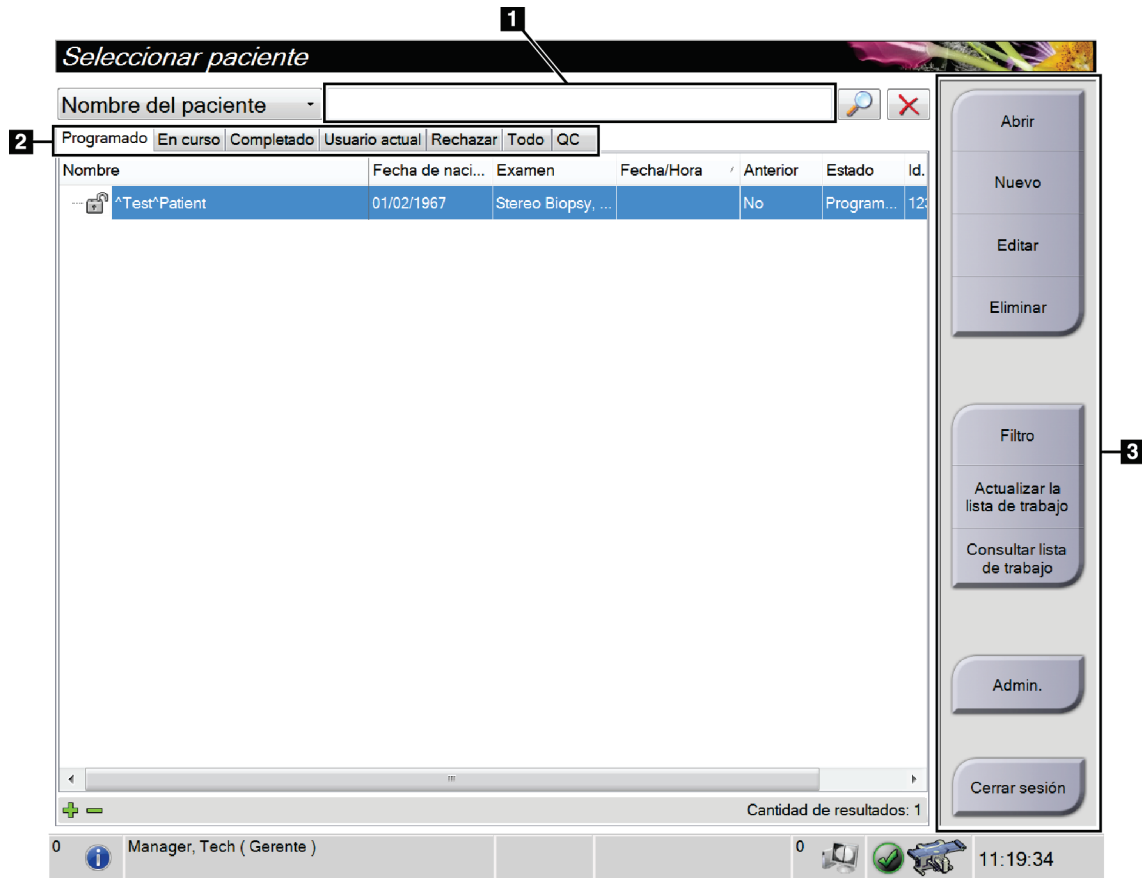 1
Seleccionar paciente
Nombre del paciente
2
Programado En curso Completado Usuario actual Rechazar Todo QC
Nombre Fecha de naci... Examen Fecha/Hora Anterior Estado Id.
^Test^Patient 01/02/1967 Stereo Biopsy, ... No Program... 123
Abrir
Nuevo
Editar
Eliminar
Filtro
3
Actualizar la
lista de trabajo
Consultar lista
de trabajo
Admin.
Cerrar sesión
Cantidad de resultados: 1
0 Manager, Tech ( Gerente ) 0 11:19:34